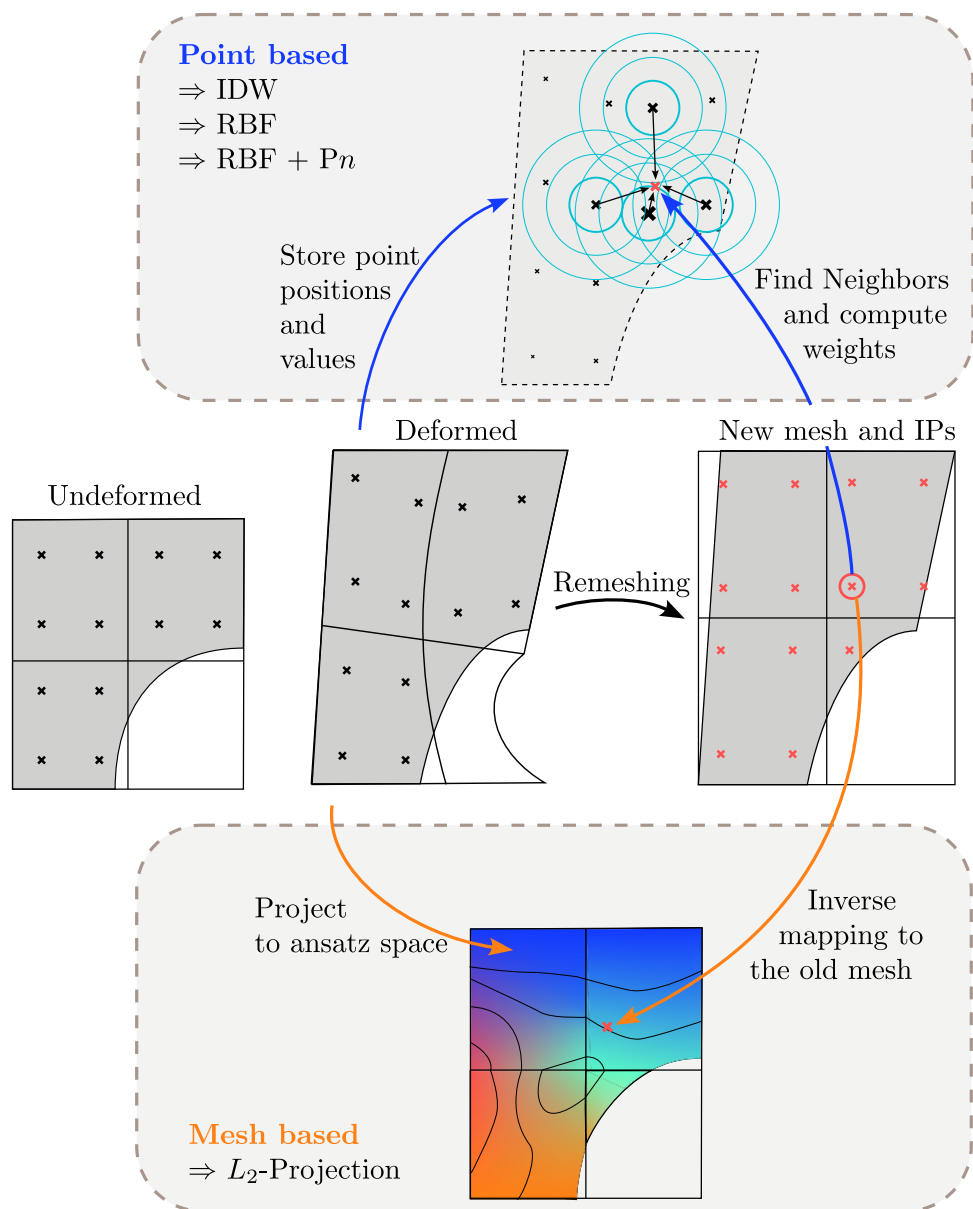 Point based
⇒ IDW
⇒ RBF
⇒ RBF + Pn
Store point
positions
and
values
Find Neighbors
and compute
weights
Undeformed
Deformed
Remeshing
New mesh and IPs
Project
to ansatz space
Inverse
mapping to
the old mesh
Mesh based
⇒ L₂-Projection